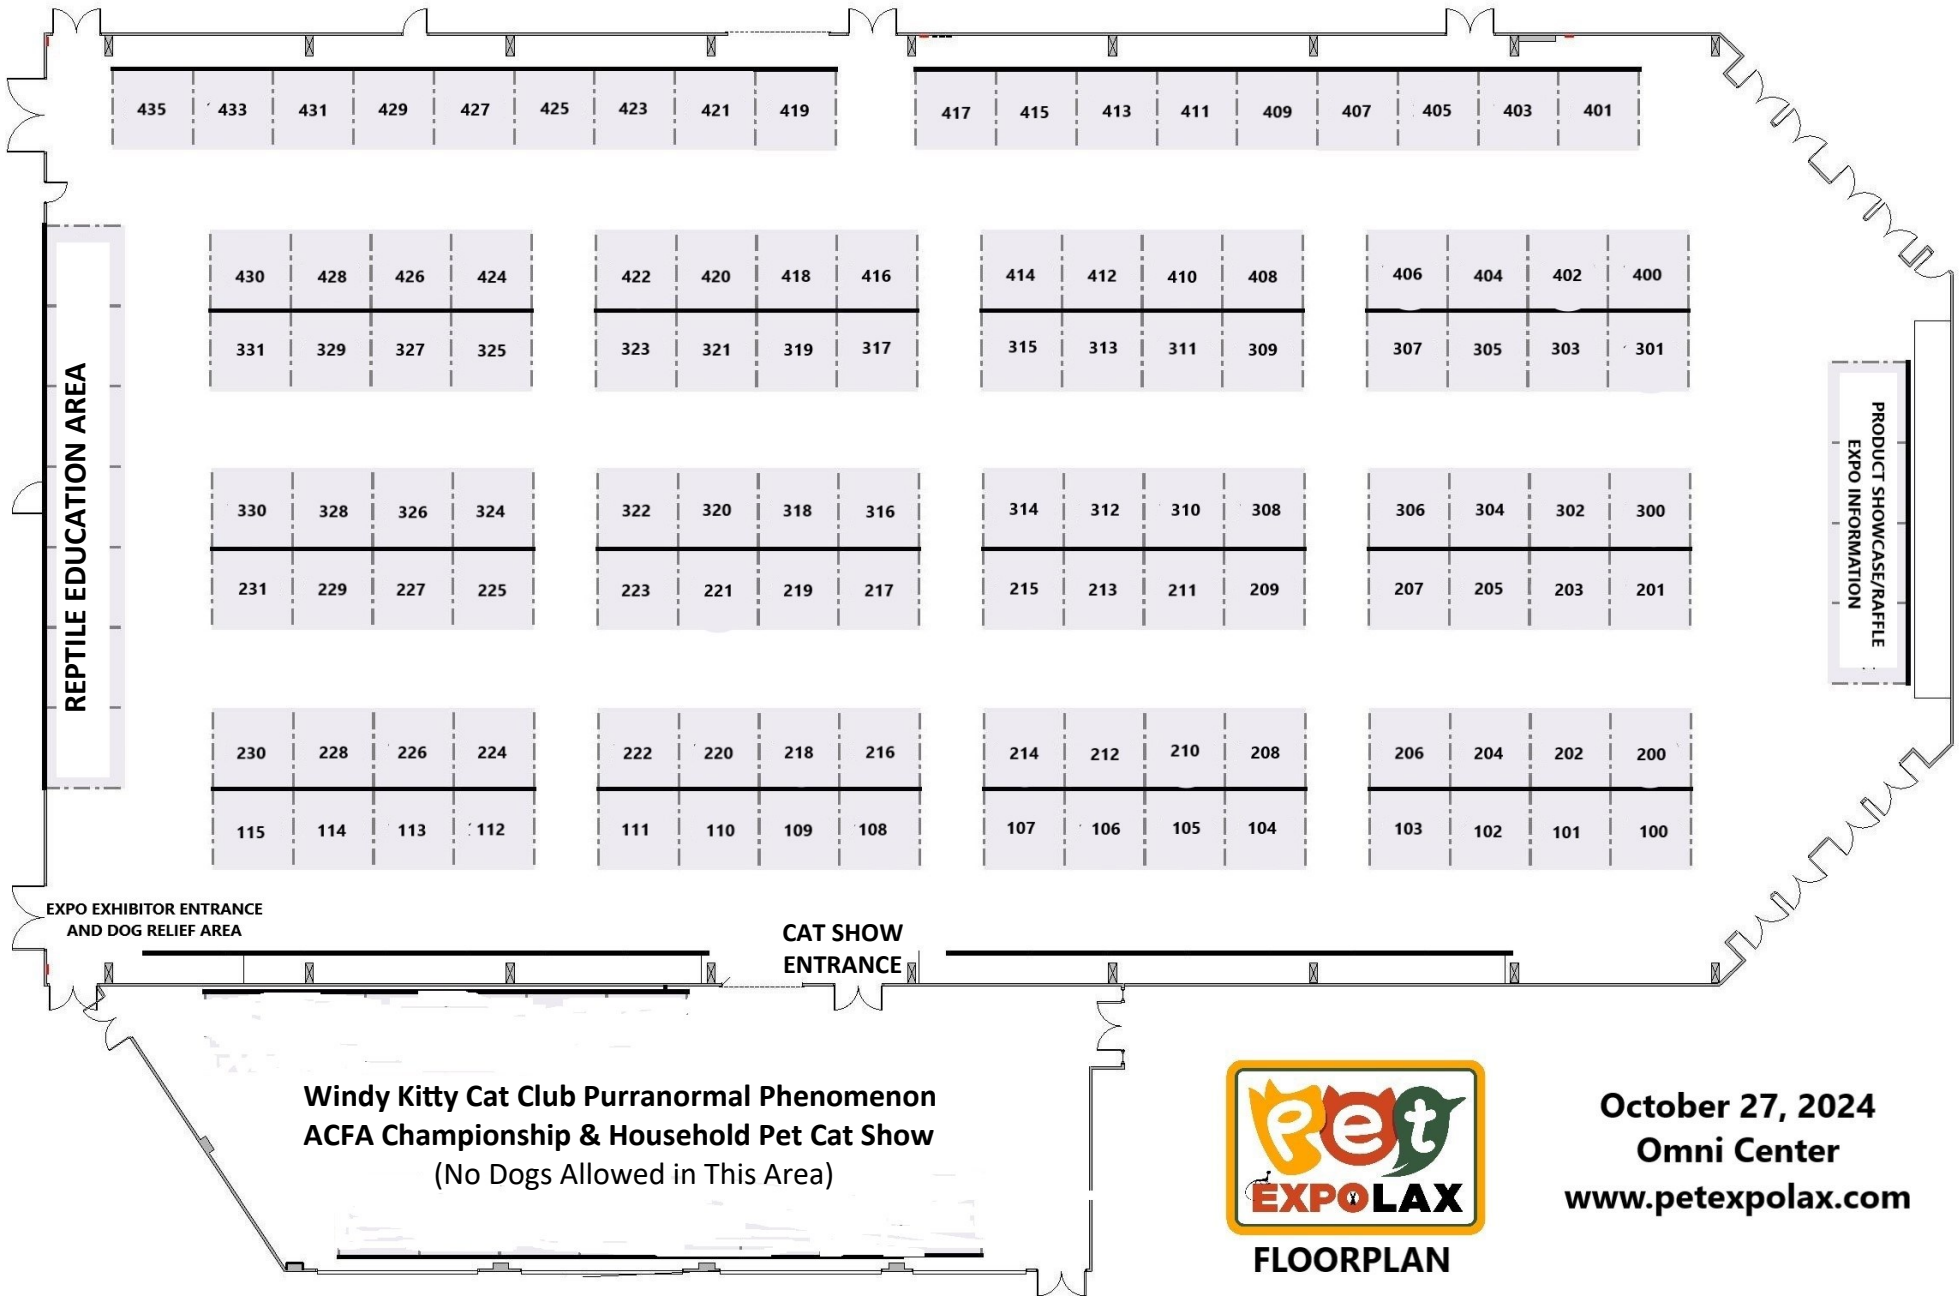 435 433 431 429 427 425 423 421 419 417 415 413 411 409 407 405 403 401
430 428 426 424 422 420 418 416 414 412 410 408 406 404 402 400
331 329 327 325 323 321 319 317 315 313 311 309 307 305 303 301
REPTILE EDUCATION AREA
PRODUCT SHOWCASE/RAFFLE
EXPO INFORMATION
330 328 326 324 322 320 318 316 314 312 310 308 306 304 302 300
231 229 227 225 223 221 219 217 215 213 211 209 207 205 203 201
230 228 226 224 222 220 218 216 214 212 210 208 206 204 202 200
115 114 113 112 111 110 109 108 107 106 105 104 103 102 101 100
EXPO EXHIBITOR ENTRANCE
AND DOG RELIEF AREA
CAT SHOW
ENTRANCE
Windy Kitty Cat Club Purranormal Phenomenon
ACFA Championship & Household Pet Cat Show
(No Dogs Allowed in This Area)
Pet
EXPOLAX
FLOORPLAN
October 27, 2024
Omni Center
www.petexpolax.com